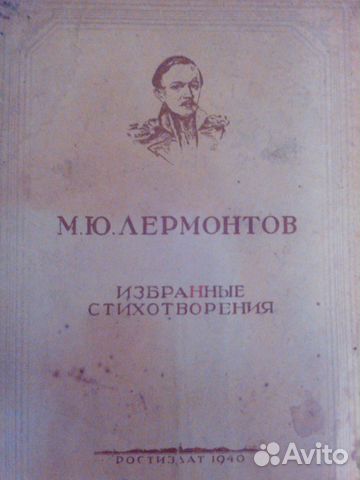 М.Ю.ЛЕРМОНТОВ
ИЗБРАННЫЕ
СТИХОТВОРЕНИЯ
РОСТИЗДАТ 1940
Avito